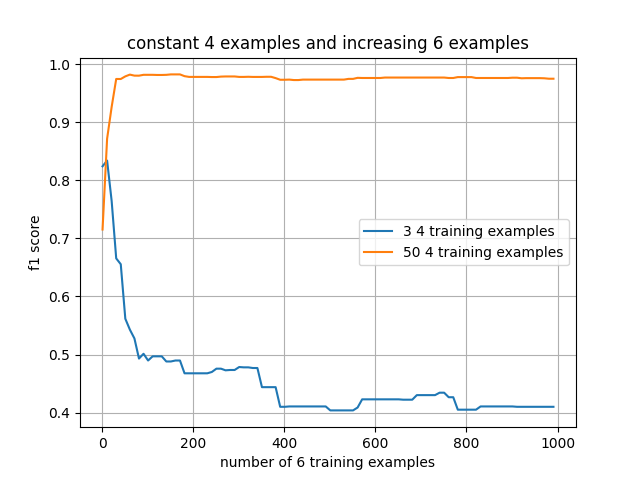 constant 4 examples and increasing 6 examples
1.0
0.9
0.8
0.7
0.6
0.5
0.4
f1 score
3 4 training examples
50 4 training examples
0 200 400 600 800 1000
number of 6 training examples